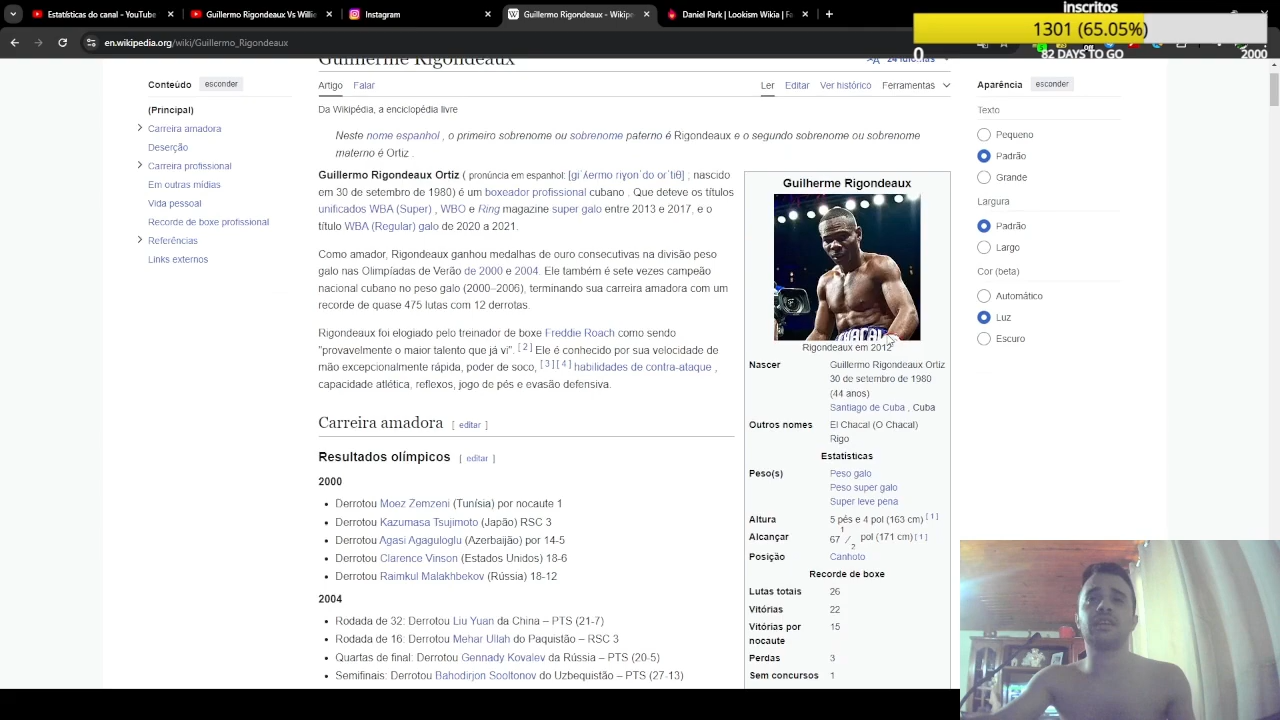 Estatísticas do canal - YouTube
Guillermo Rigondeaux Vs Willi
Instagram
Guillermo Rigondeaux - Wikipe
Daniel Park | Lookism Wikia | Fa
inscritos
1301 (65.05%)
0
82 DAYS TO GO
2000
en.wikipedia.org/wiki/Guillermo_Rigondeaux
Guilherme Rigondeaux
Artigo
Falar
Ler
Editar
Ver histórico
Ferramentas
Da Wikipédia, a enciclopédia livre
Conteúdo
esconder
(Principal)
Carreira amadora
Deserção
Carreira profissional
Em outras mídias
Vida pessoal
Recorde de boxe profissional
Referências
Links externos
Neste nome espanhol , o primeiro sobrenome ou sobrenome paterno é Rigondeaux e o segundo sobrenome ou sobrenome
materno é Ortiz .
Guillermo Rigondeaux Ortiz ( pronúncia em espanhol: [giˈʎermo riɣonˈdo orˈtiθ] ; nascido
em 30 de setembro de 1980) é um boxeador profissional cubano . Que deteve os títulos
unificados WBA (Super) , WBO e Ring magazine super galo entre 2013 e 2017, e o
título WBA (Regular) galo de 2020 a 2021.
Como amador, Rigondeaux ganhou medalhas de ouro consecutivas na divisão peso
galo nas Olimpíadas de Verão de 2000 e 2004. Ele também é sete vezes campeão
nacional cubano no peso galo (2000–2006), terminando sua carreira amadora com um
recorde de quase 475 lutas com 12 derrotas.
Rigondeaux foi elogiado pelo treinador de boxe Freddie Roach como sendo
"provavelmente o maior talento que já vi". [ 2 ] Ele é conhecido por sua velocidade de
mão excepcionalmente rápida, poder de soco, [ 3 ] [ 4 ] habilidades de contra-ataque ,
capacidade atlética, reflexos, jogo de pés e evasão defensiva.
Carreira amadora [ editar ]
Resultados olímpicos [ editar ]
2000
• Derrotou Moez Zemzeni (Tunísia) por nocaute 1
• Derrotou Kazumasa Tsujimoto (Japão) RSC 3
• Derrotou Agasi Agaguloglu (Azerbaijão) por 14-5
• Derrotou Clarence Vinson (Estados Unidos) 18-6
• Derrotou Raimkul Malakhbekov (Rússia) 18-12
2004
• Rodada de 32: Derrotou Liu Yuan da China – PTS (21-7)
• Rodada de 16: Derrotou Mehar Ullah do Paquistão – RSC 3
• Quartas de final: Derrotou Gennady Kovalev da Rússia – PTS (20-5)
• Semifinais: Derrotou Bahodirjon Sooltonov do Uzbequistão – PTS (27-13)
Guilherme Rigondeaux
Rigondeaux em 2012
Nascer Guillermo Rigondeaux Ortiz
30 de setembro de 1980
(44 anos)
Santiago de Cuba , Cuba
Outros nomes El Chacal (O Chacal)
Rigo
Estatísticas
Peso(s) Peso galo
Peso super galo
Super leve pena
Altura 5 pés e 4 pol (163 cm) [ 1 ]
Alcançar 67 1/2 pol (171 cm) [ 1 ]
Posição Canhoto
Recorde de boxe
Lutas totais 26
Vitórias 22
Vitórias por 15
nocaute
Perdas 3
Sem concursos 1
Aparência
esconder
Texto
Pequeno
Padrão
Grande
Largura
Padrão
Largo
Cor (beta)
Automático
Luz
Escuro